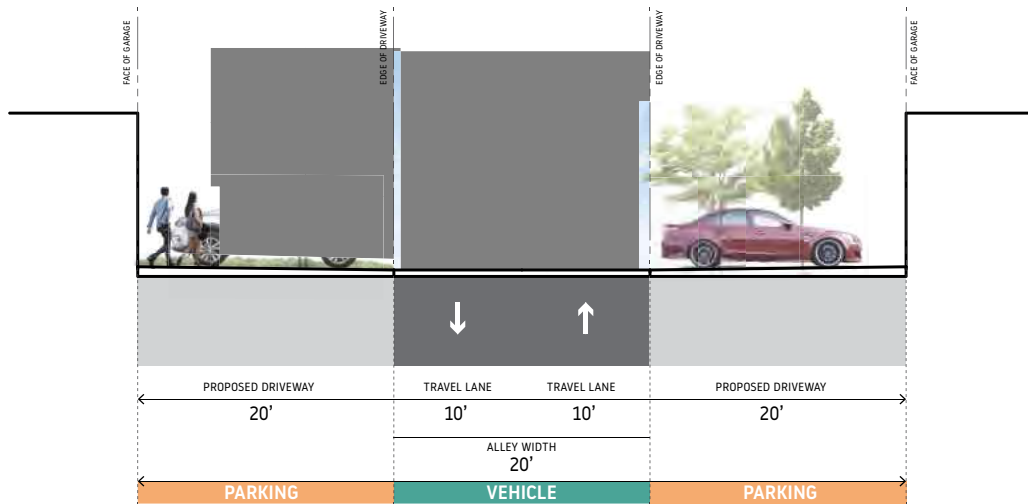 FACE OF GARAGE
EDGE OF DRIVEWAY
EDGE OF DRIVEWAY
FACE OF GARAGE
PROPOSED DRIVEWAY
TRAVEL LANE
TRAVEL LANE
PROPOSED DRIVEWAY
20’
10’
10’
20’
ALLEY WIDTH
20’
PARKING
VEHICLE
PARKING